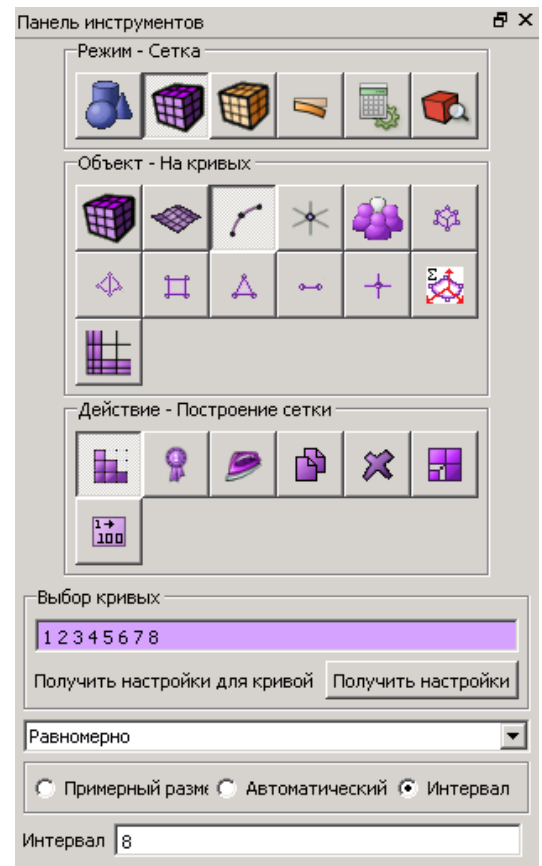 Панель инструментов
Режим - Сетка
Объект - На кривых
Σ
Действие - Построение сетки
1→
100
Выбор кривых
1 2 3 4 5 6 7 8
Получить настройки для кривой Получить настройки
Равномерно
Примерный разме Автоматический Интервал
Интервал 8